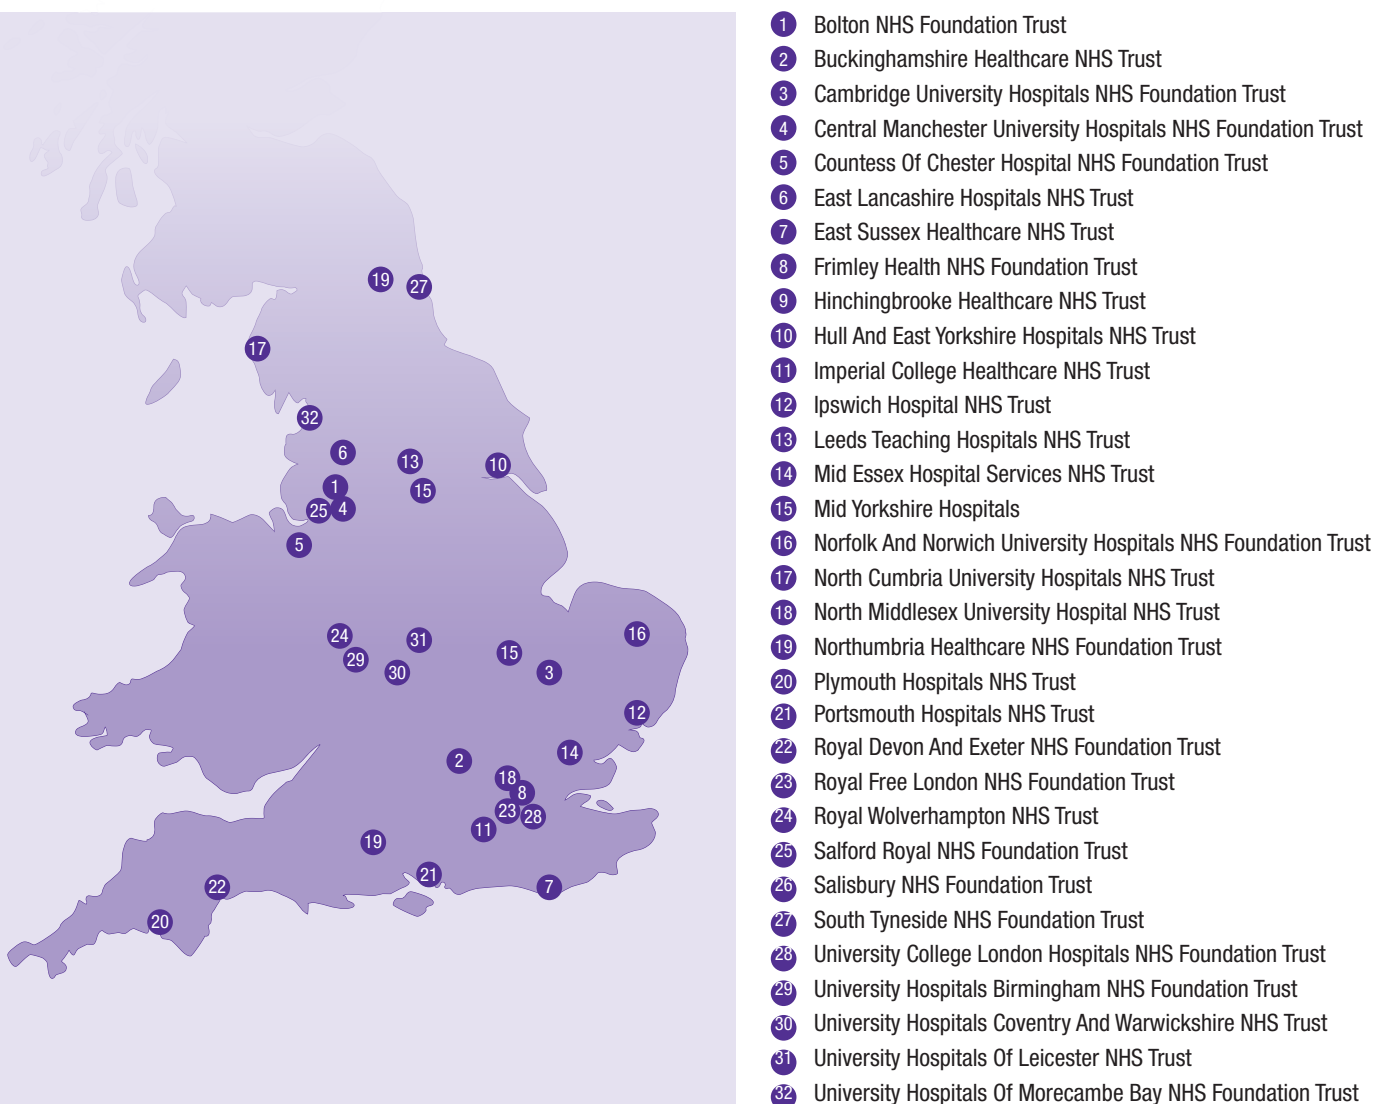 19
27
17
32
6
13
10
1
15
25
4
5
24
31
16
29
15
30
3
12
14
2
18
8
23
28
11
19
21
22
7
20
1 Bolton NHS Foundation Trust
2 Buckinghamshire Healthcare NHS Trust
3 Cambridge University Hospitals NHS Foundation Trust
4 Central Manchester University Hospitals NHS Foundation Trust
5 Countess Of Chester Hospital NHS Foundation Trust
6 East Lancashire Hospitals NHS Trust
7 East Sussex Healthcare NHS Trust
8 Frimley Health NHS Foundation Trust
9 Hinchingbrooke Healthcare NHS Trust
10 Hull And East Yorkshire Hospitals NHS Trust
11 Imperial College Healthcare NHS Trust
12 Ipswich Hospital NHS Trust
13 Leeds Teaching Hospitals NHS Trust
14 Mid Essex Hospital Services NHS Trust
15 Mid Yorkshire Hospitals
16 Norfolk And Norwich University Hospitals NHS Foundation Trust
17 North Cumbria University Hospitals NHS Trust
18 North Middlesex University Hospital NHS Trust
19 Northumbria Healthcare NHS Foundation Trust
20 Plymouth Hospitals NHS Trust
21 Portsmouth Hospitals NHS Trust
22 Royal Devon And Exeter NHS Foundation Trust
23 Royal Free London NHS Foundation Trust
24 Royal Wolverhampton NHS Trust
25 Salford Royal NHS Foundation Trust
26 Salisbury NHS Foundation Trust
27 South Tyneside NHS Foundation Trust
28 University College London Hospitals NHS Foundation Trust
29 University Hospitals Birmingham NHS Foundation Trust
30 University Hospitals Coventry And Warwickshire NHS Trust
31 University Hospitals Of Leicester NHS Trust
32 University Hospitals Of Morecambe Bay NHS Foundation Trust